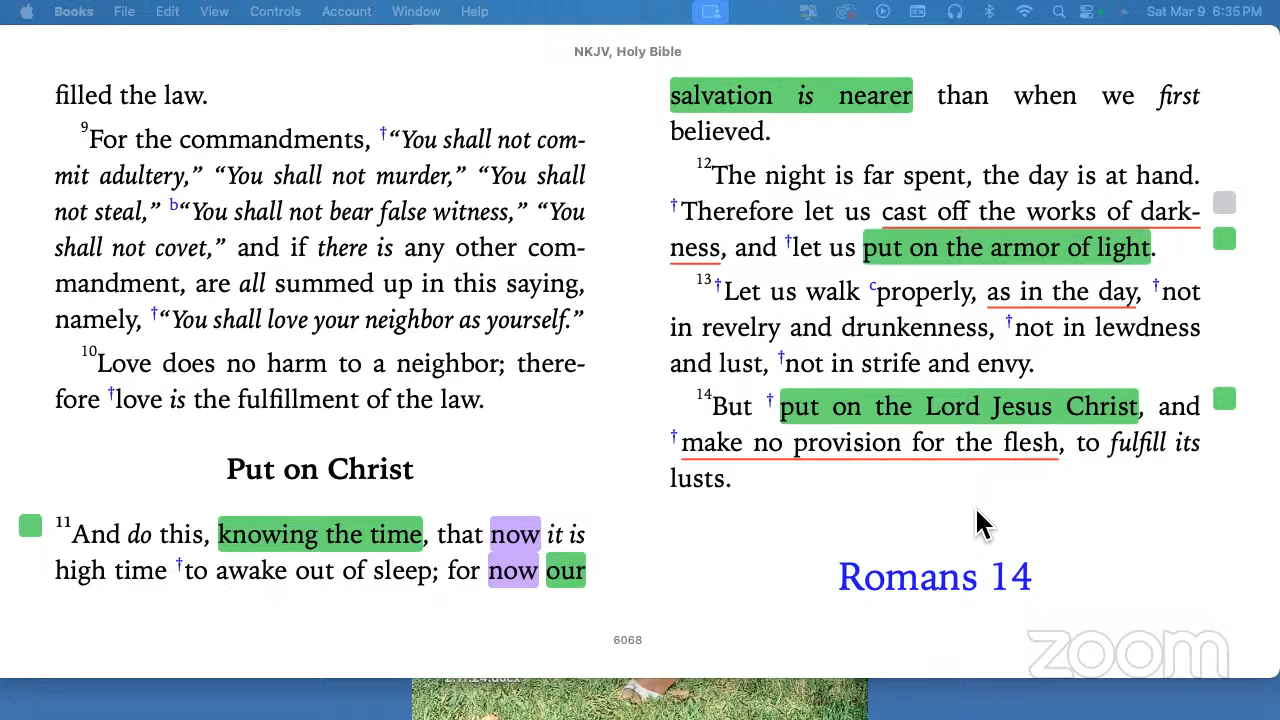 Books File Edit View Controls Account Window Help Sat Mar 9 6:35 PM
NKJV, Holy Bible
filled the law.
9For the commandments, †“You shall not com-
mit adultery,” “You shall not murder,” “You shall
not steal,” b“You shall not bear false witness,” “You
shall not covet,” and if there is any other com-
mandment, are all summed up in this saying,
namely, †“You shall love your neighbor as yourself.”
10Love does no harm to a neighbor; there-
fore †love is the fulfillment of the law.
Put on Christ
11And do this, knowing the time, that now it is
high time †to awake out of sleep; for now our
salvation is nearer than when we first
believed.
12The night is far spent, the day is at hand.
†Therefore let us cast off the works of dark-
ness, and †let us put on the armor of light.
13†Let us walk cproperly, as in the day, †not
in revelry and drunkenness, †not in lewdness
and lust, †not in strife and envy.
14But †put on the Lord Jesus Christ, and
†make no provision for the flesh, to fulfill its
lusts.
Romans 14
6068
zoom